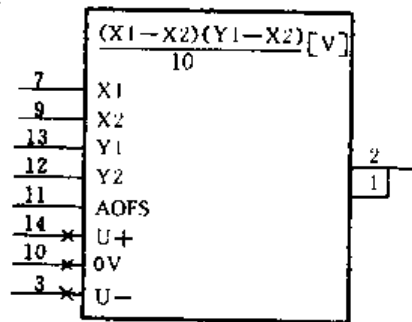 (X1-X2)(Y1-X2)
10
[V]
7 X1
9 X2
13 Y1
12 Y2
11 AOFS
14 U+
10 0V
3 U-
2
1